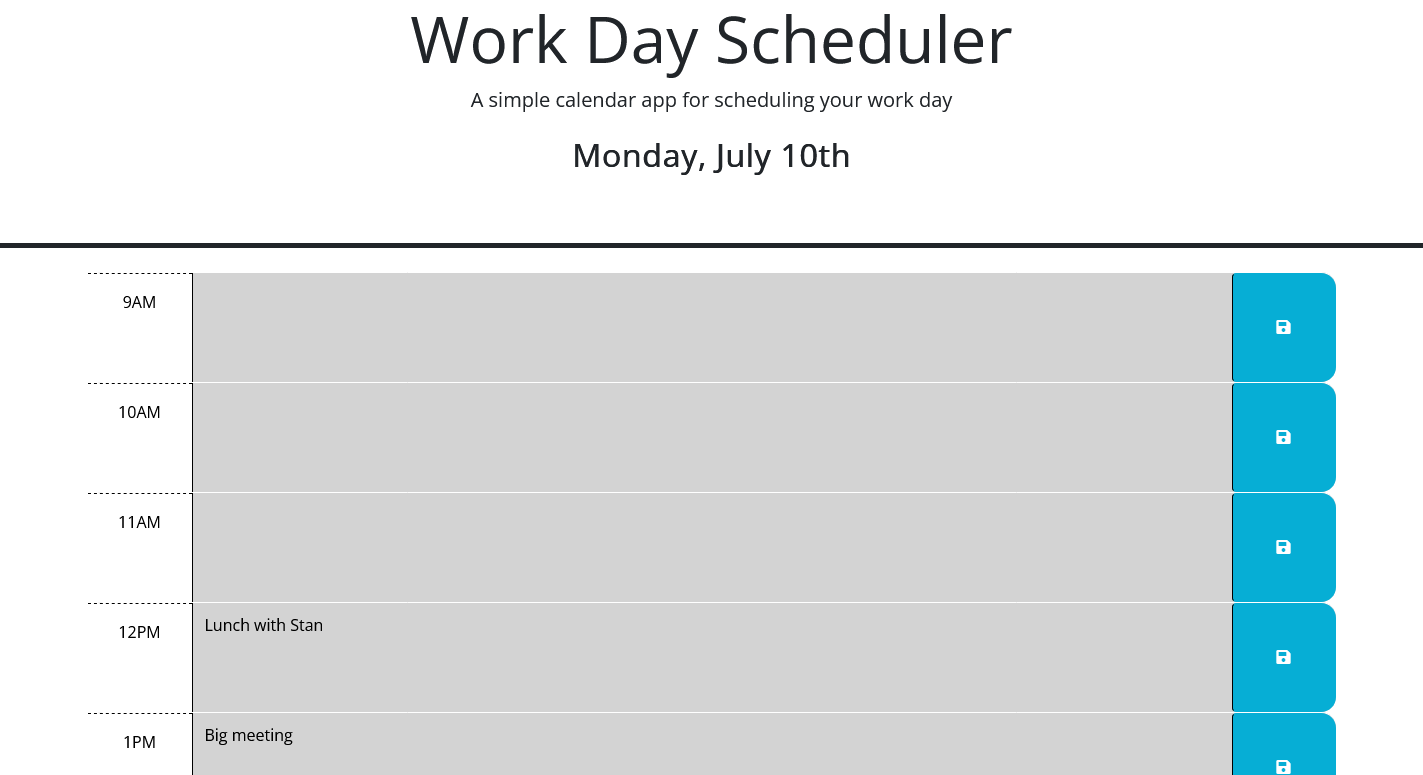 Work Day Scheduler
A simple calendar app for scheduling your work day
Monday, July 10th
9AM
10AM
11AM
12PM Lunch with Stan
1PM Big meeting